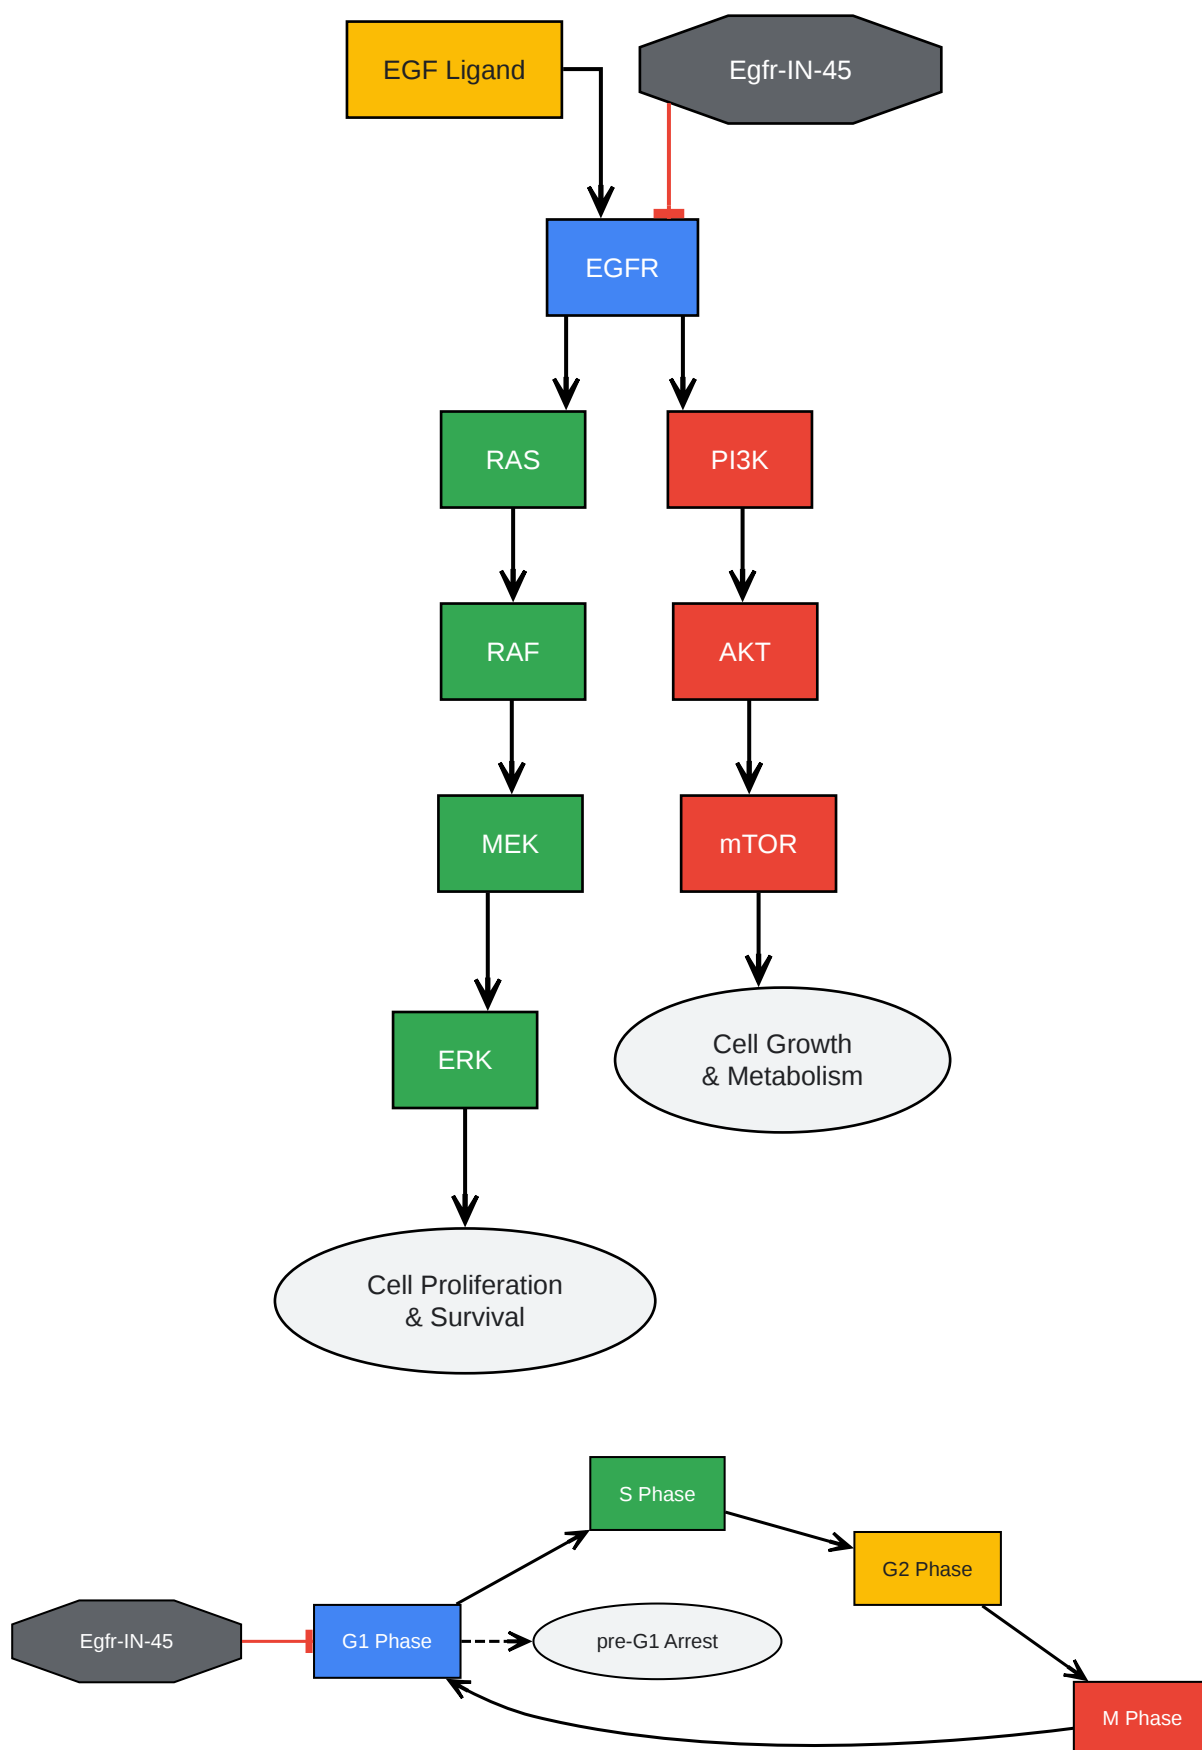 EGF Ligand
Egfr-IN-45
EGFR
RAS
PI3K
RAF
AKT
MEK
mTOR
ERK
Cell Growth
& Metabolism
Cell Proliferation
& Survival
S Phase
G2 Phase
Egfr-IN-45
G1 Phase
pre-G1 Arrest
M Phase